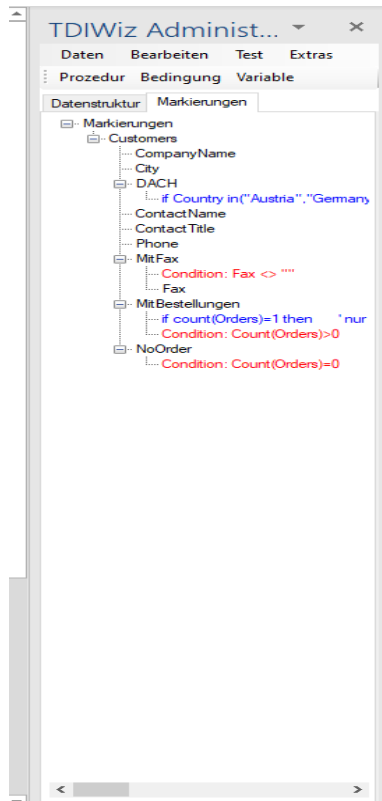 TDIWiz Administ...
Daten Bearbeiten Test Extras
Prozedur Bedingung Variable
Datenstruktur Markierungen
Markierungen
Customers
CompanyName
City
DACH
if Country in("Austria","Germany
ContactName
ContactTitle
Phone
MitFax
Condition: Fax <> ""
Fax
MitBestellungen
if count(Orders)=1 then ' nur
Condition: Count(Orders)>0
NoOrder
Condition: Count(Orders)=0